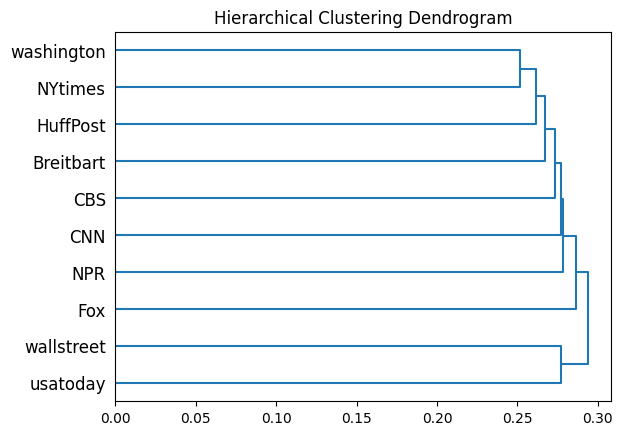 Hierarchical Clustering Dendrogram
washington
NYtimes
HuffPost
Breitbart
CBS
CNN
NPR
Fox
wallstreet
usatoday
0.00 0.05 0.10 0.15 0.20 0.25 0.30